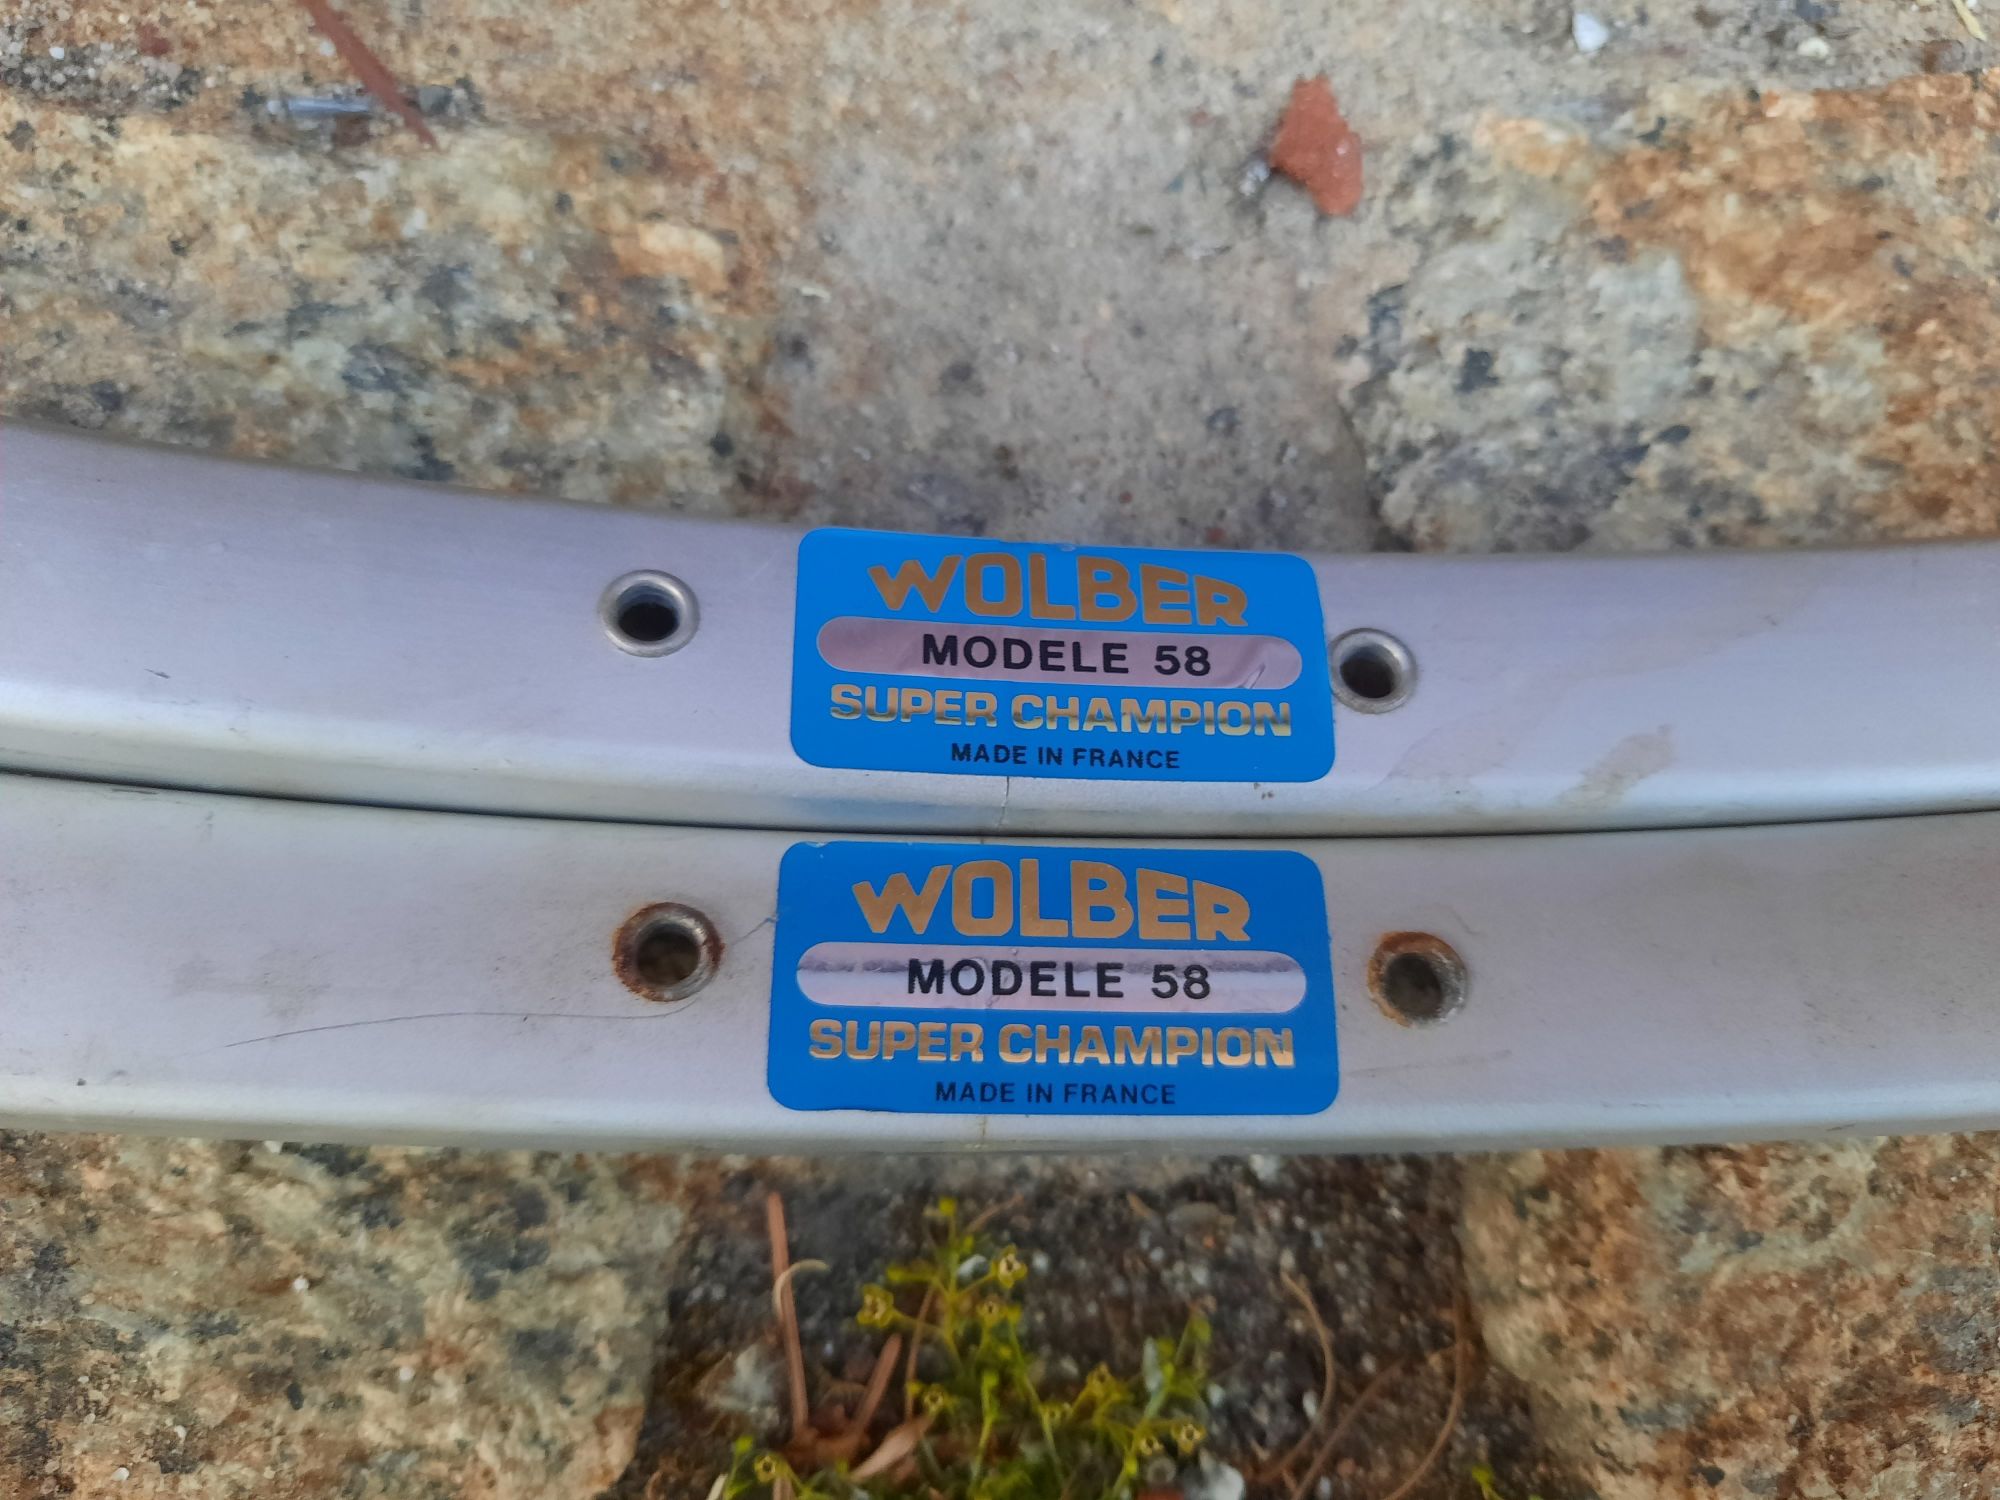 WOLBER
MODELE 58
SUPER CHAMPION
MADE IN FRANCE
WOLBER
MODELE 58
SUPER CHAMPION
MADE IN FRANCE